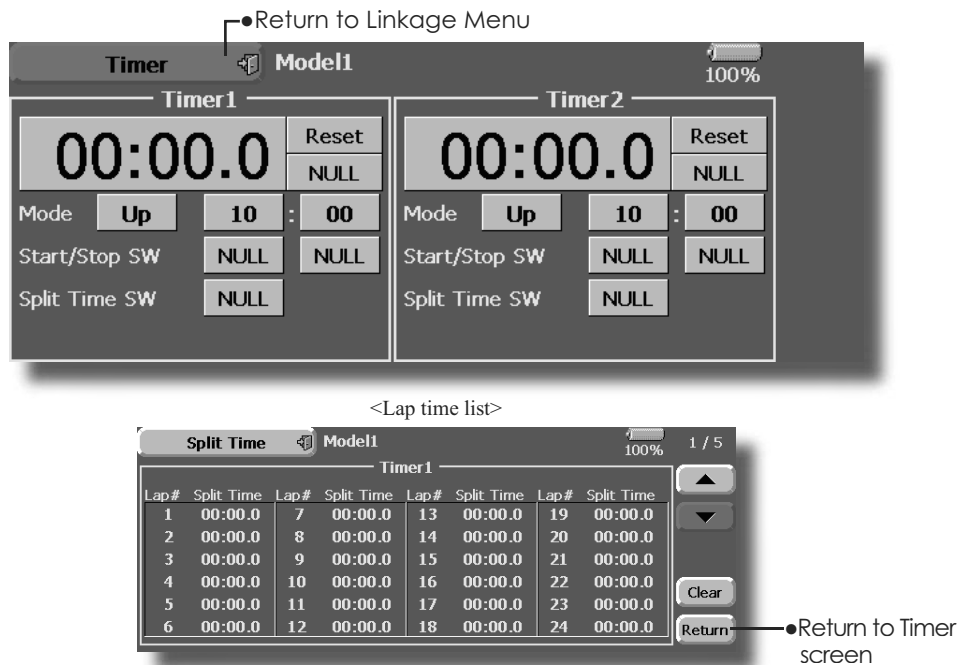 ●Return to Linkage Menu
Timer Model1 100%
Timer1 Timer2
00:00.0 Reset 00:00.0 Reset
NULL NULL
Mode Up 10 : 00 Mode Up 10 : 00
Start/Stop SW NULL NULL Start/Stop SW NULL NULL
Split Time SW NULL Split Time SW NULL
<Lap time list>
Split Time Model1 100% 1 / 5
Timer1
Lap# Split Time Lap# Split Time Lap# Split Time Lap# Split Time
1 00:00.0 7 00:00.0 13 00:00.0 19 00:00.0
2 00:00.0 8 00:00.0 14 00:00.0 20 00:00.0
3 00:00.0 9 00:00.0 15 00:00.0 21 00:00.0
4 00:00.0 10 00:00.0 16 00:00.0 22 00:00.0
5 00:00.0 11 00:00.0 17 00:00.0 23 00:00.0
6 00:00.0 12 00:00.0 18 00:00.0 24 00:00.0
Clear
Return
●Return to Timer
screen